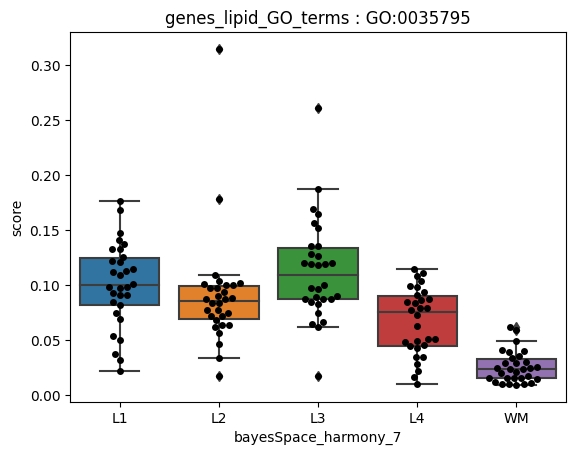 genes_lipid_GO_terms : GO:0035795
score
0.30
0.25
0.20
0.15
0.10
0.05
0.00
L1 L2 L3 L4 WM
bayesSpace_harmony_7